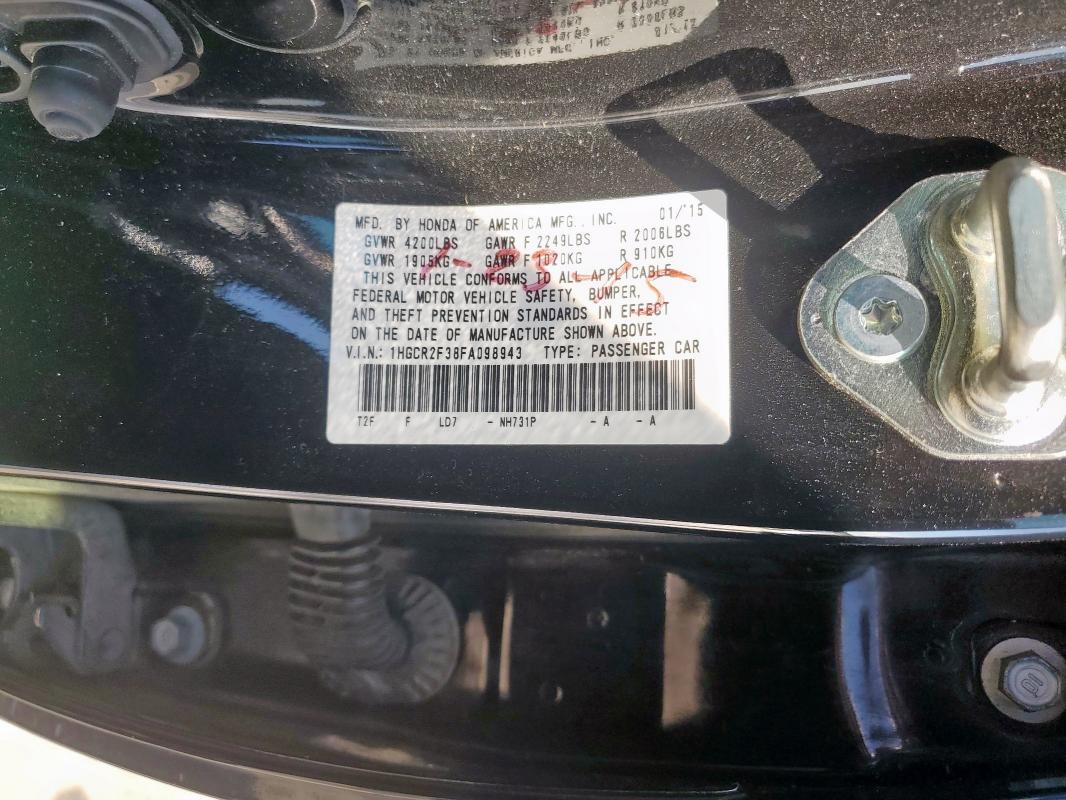 MFD. BY HONDA OF AMERICA MFG., INC. 01/'15
GVWR 4200LBS GAWR F 2249LBS R 2006LBS
GVWR 1905KG GAWR F 1020KG R 910KG
THIS VEHICLE CONFORMS TO ALL APPLICABLE
FEDERAL MOTOR VEHICLE SAFETY, BUMPER,
AND THEFT PREVENTION STANDARDS IN EFFECT
ON THE DATE OF MANUFACTURE SHOWN ABOVE.
V.I.N.: 1HGCR2F38FA098943 TYPE: PASSENGER CAR
T2F F LD7 - NH731P - A - A